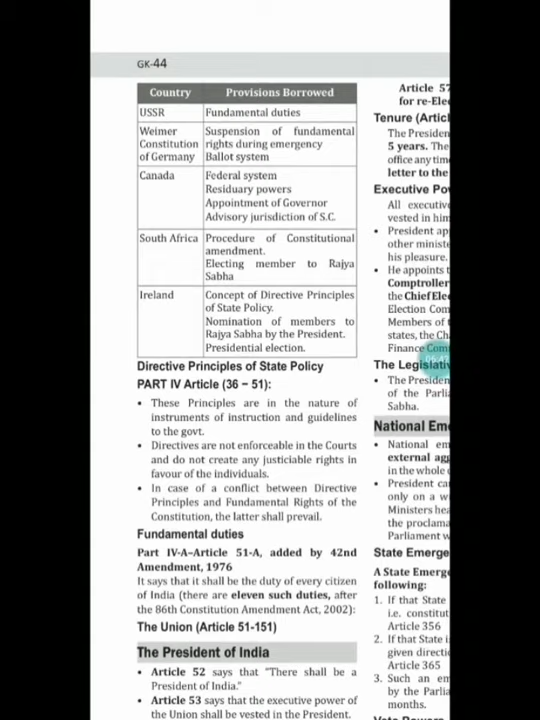 GK-44
Country Provisions Borrowed
USSR Fundamental duties
Weimer Constitution of Germany
Suspension of fundamental
rights during emergency
Ballot system
Canada
Federal system
Residuary powers
Appointment of Governor
Advisory jurisdiction of S.C.
South Africa
Procedure of Constitutional
amendment.
Electing member to Rajya
Sabha
Ireland
Concept of Directive Principles
of State Policy.
Nomination of members to
Rajya Sabha by the President.
Presidential election.
Directive Principles of State Policy
PART IV Article (36 – 51):
• These Principles are in the nature of
instruments of instruction and guidelines
to the govt.
• Directives are not enforceable in the Courts
and do not create any justiciable rights in
favour of the individuals.
• In case of a conflict between Directive
Principles and Fundamental Rights of the
Constitution, the latter shall prevail.
Fundamental duties
Part IV-A–Article 51-A, added by 42nd
Amendment, 1976
It says that it shall be the duty of every citizen
of India (there are eleven such duties, after
the 86th Constitution Amendment Act, 2002):
The Union (Article 51-151)
The President of India
• Article 52 says that "There shall be a
President of India."
• Article 53 says that the executive power of
the Union shall be vested in the President.
Article 57
for re-Ele
Tenure (Artic
The Presiden
5 years. The
office any tim
letter to the
Executive Po
All executiv
vested in him
• President ap
other ministe
his pleasure.
• He appoints t
Comptroller
the Chief Ele
Election Com
Members of t
states, the Ch
Finance Com
The Legislativ
• The Presiden
of the Parlia
Sabha.
National Eme
• National em
external agg
in the whole
• President ca
only on a w
Ministers hea
the proclama
Parliament w
State Emerge
A State Emerg
following:
1. If that State
i.e. constitut
Article 356
2. If that State i
given directi
Article 365
3. Such an em
by the Parlia
months.